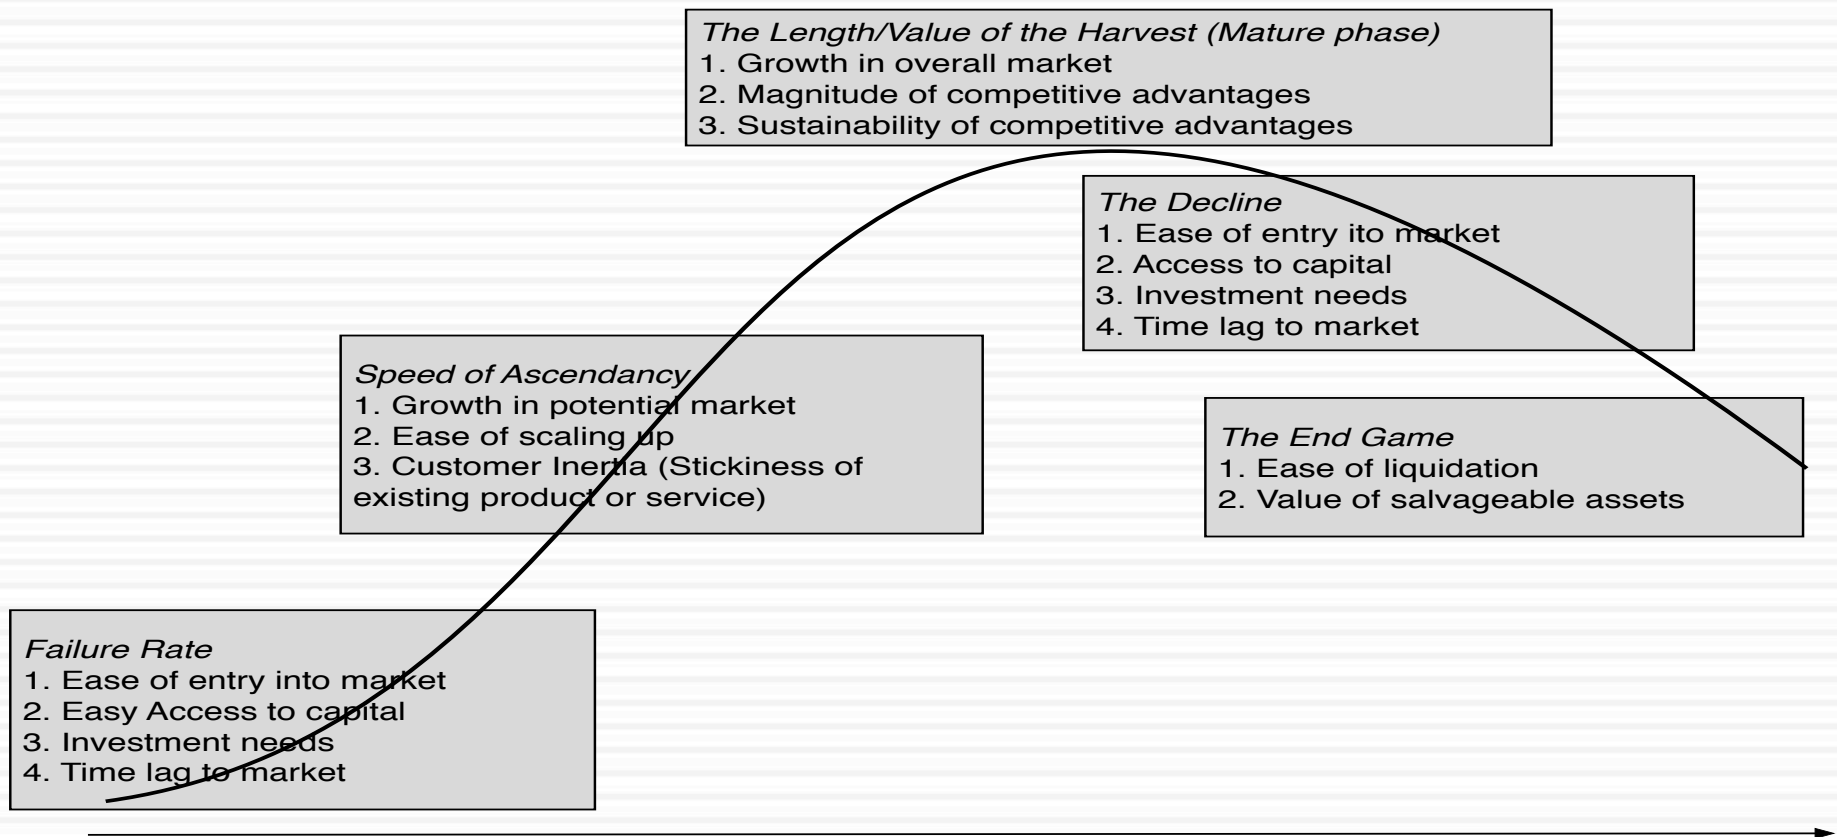 The Length/Value of the Harvest (Mature phase)
1. Growth in overall market
2. Magnitude of competitive advantages
3. Sustainability of competitive advantages
The Decline
1. Ease of entry ito market
2. Access to capital
3. Investment needs
4. Time lag to market
Speed of Ascendancy
1. Growth in potential market
2. Ease of scaling up
3. Customer Inertia (Stickiness of
existing product or service)
The End Game
1. Ease of liquidation
2. Value of salvageable assets
Failure Rate
1. Ease of entry into market
2. Easy Access to capital
3. Investment needs
4. Time lag to market